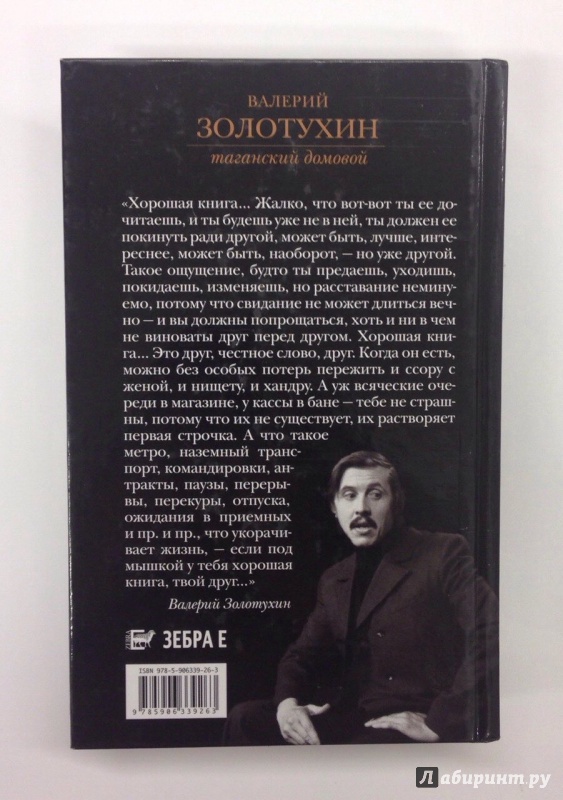 ВАЛЕРИЙ
ЗОЛОТУХИН
таганский домовой
«Хорошая книга... Жалко, что вот-вот ты ее до-
читаешь, и ты будешь уже не в ней, ты должен ее
покинуть ради другой, может быть, лучше, инте-
реснее, может быть, наоборот, — но уже другой.
Такое ощущение, будто ты предаешь, уходишь,
покидаешь, изменяешь, но расставание немину-
емо, потому что свидание не может длиться веч-
но — и вы должны попрощаться, хоть и ни в чем
не виноваты друг перед другом. Хорошая кни-
га... Это друг, честное слово, друг. Когда он есть,
можно без особых потерь пережить и ссору с
женой, и нищету, и хандру. А уж всяческие оче-
реди в магазине, у кассы в бане — тебе не страш-
ны, потому что их не существует, их растворяет
первая строчка. А что такое
метро, наземный транс-
порт, командировки, ан-
тракты, паузы, переры-
вы, перекуры, отпуска,
ожидания в приемных
и пр. и пр., что укорачи-
вает жизнь, — если под
мышкой у тебя хорошая
книга, твой друг...»
Валерий Золотухин
ЗЕБРА Е
ISBN 978-5-906339-26-3
9 785906 339263
Лабиринт.ру